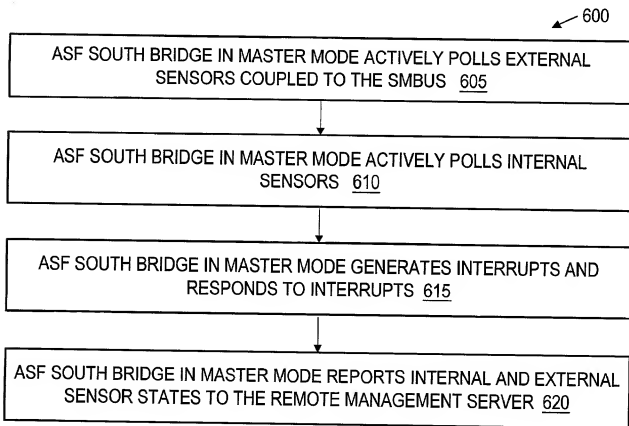 600
ASF SOUTH BRIDGE IN MASTER MODE ACTIVELY POLLS EXTERNAL
SENSORS COUPLED TO THE SMBUS 605
ASF SOUTH BRIDGE IN MASTER MODE ACTIVELY POLLS INTERNAL
SENSORS 610
ASF SOUTH BRIDGE IN MASTER MODE GENERATES INTERRUPTS AND
RESPONDS TO INTERRUPTS 615
ASF SOUTH BRIDGE IN MASTER MODE REPORTS INTERNAL AND EXTERNAL
SENSOR STATES TO THE REMOTE MANAGEMENT SERVER 620